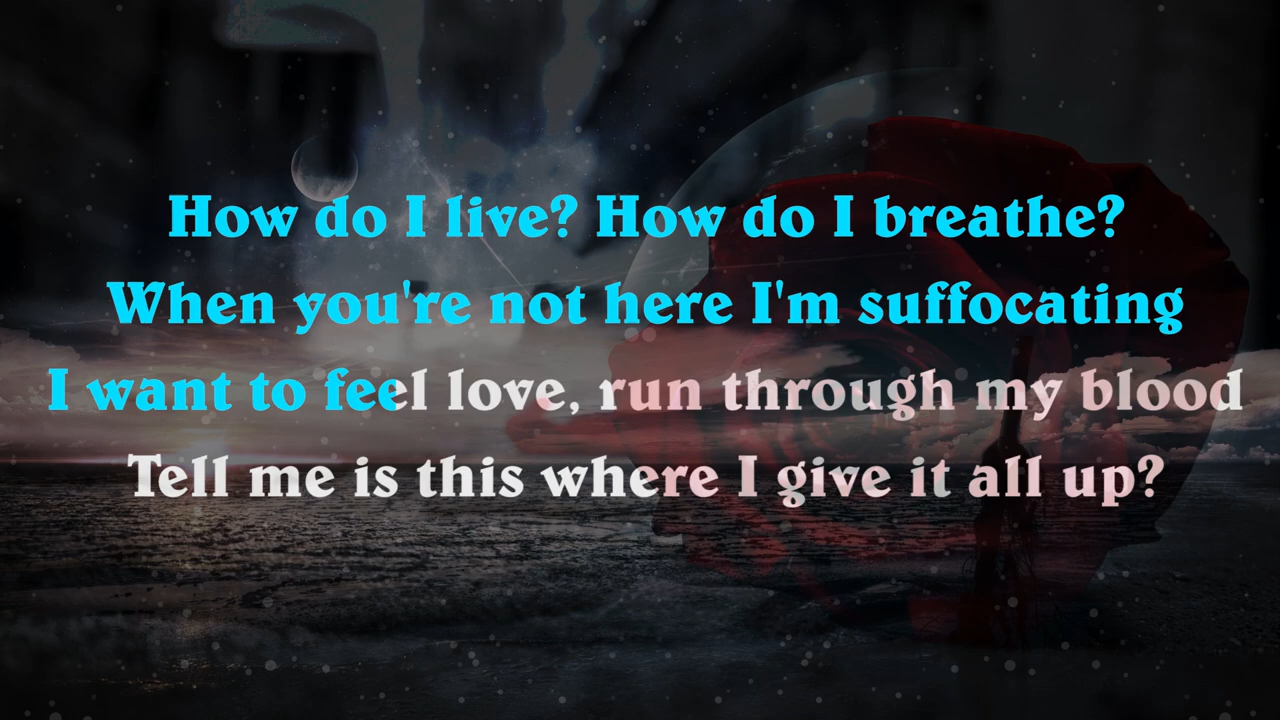 How do I live? How do I breathe?
When you're not here I'm suffocating
I want to feel love, run through my blood
Tell me is this where I give it all up?